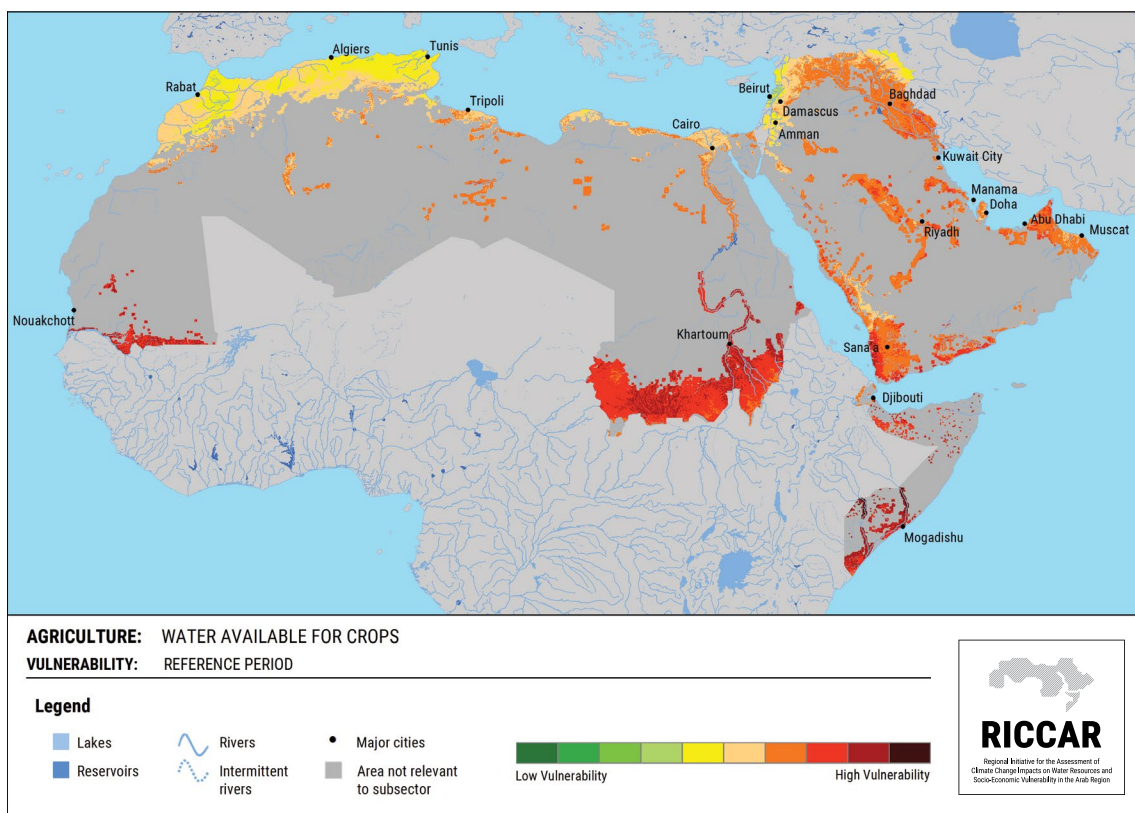 Algiers
Tunis
Rabat
Tripoli
Beirut
Baghdad
Damascus
Cairo
Amman
Kuwait City
Manama
Doha
Abu Dhabi
Riyadh
Muscat
Nouakchott
Khartoum
Sana'a
Djibouti
Mogadishu
AGRICULTURE: WATER AVAILABLE FOR CROPS
VULNERABILITY: REFERENCE PERIOD
Legend
Lakes
Rivers
Major cities
Reservoirs
Intermittent
rivers
Area not relevant
to subsector
Low Vulnerability
High Vulnerability
RICCAR
Regional Initiative for the Assessment of
Climate Change Impacts on Water Resources and
Socio-Economic Vulnerability in the Arab Region